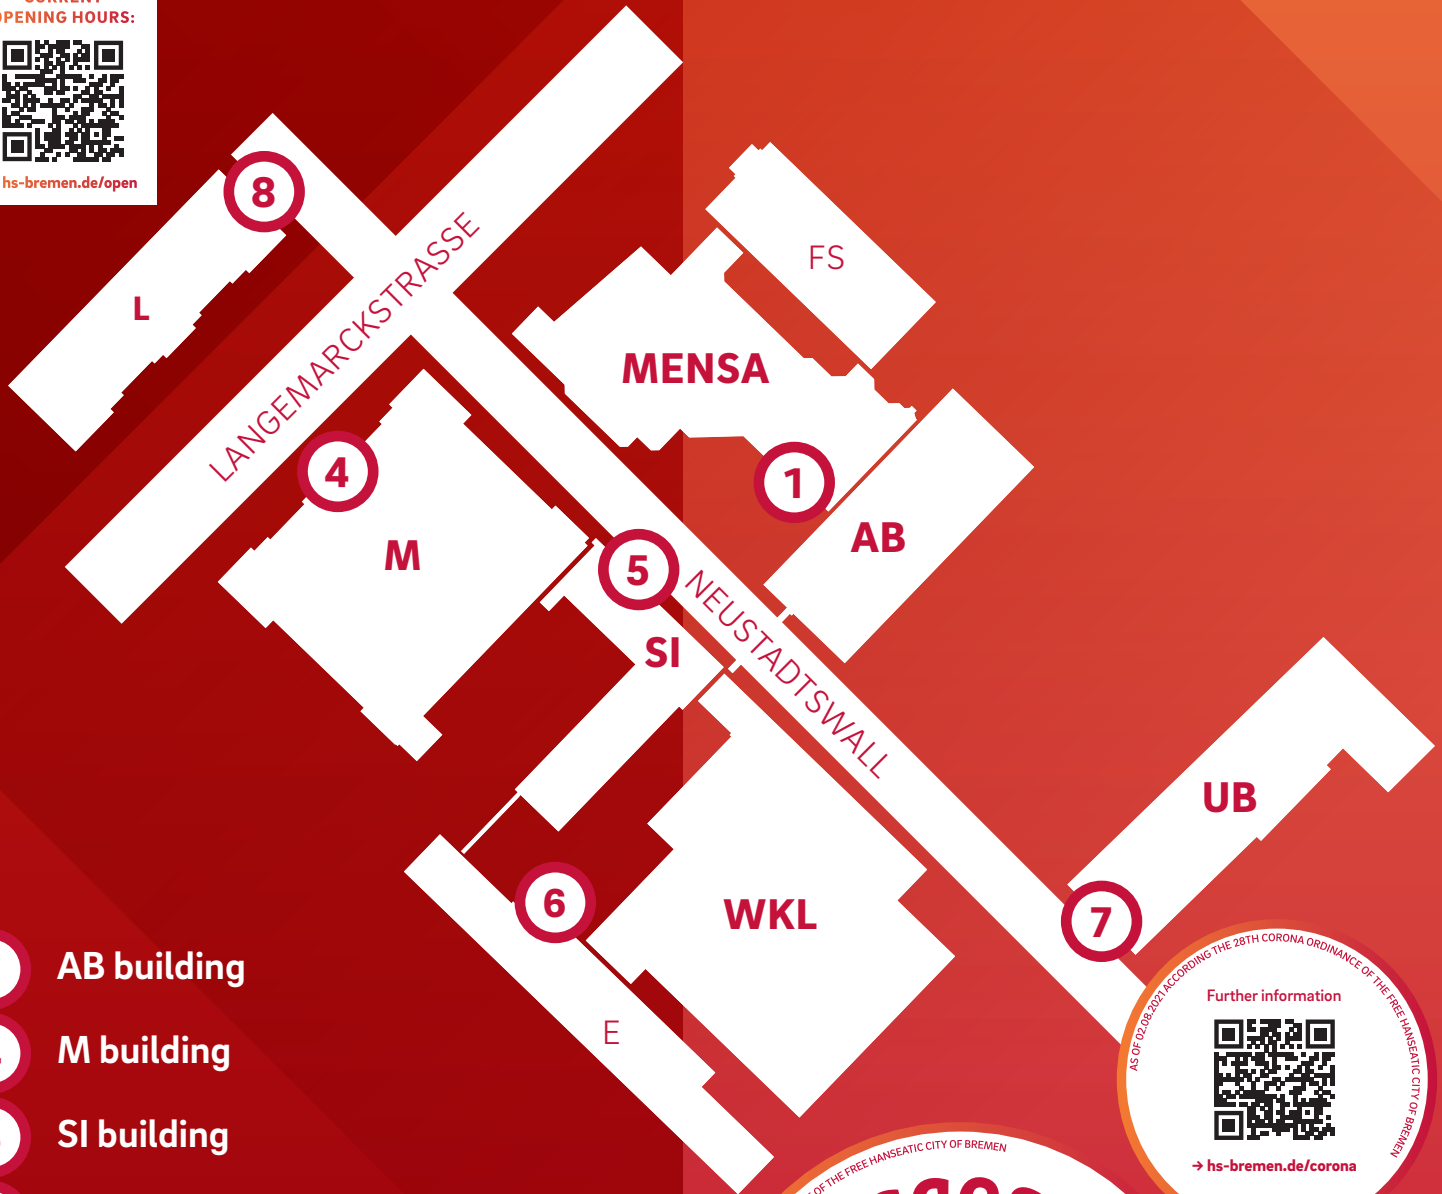 OPENING HOURS:
hs-bremen.de/open
8
L
LANGEMARCKSTRASSE
FS
MENSA
4
1
M
AB
5
NEUSTADTSWALL
SI
UB
6
WKL
7
E
AB building
M building
SI building
AS OF 02.08.2021 ACCORDING THE 28TH CORONA ORDINANCE OF THE FREE HANSEATIC CITY OF BREMEN
Further information
→ hs-bremen.de/corona
OF THE FREE HANSEATIC CITY OF BREMEN